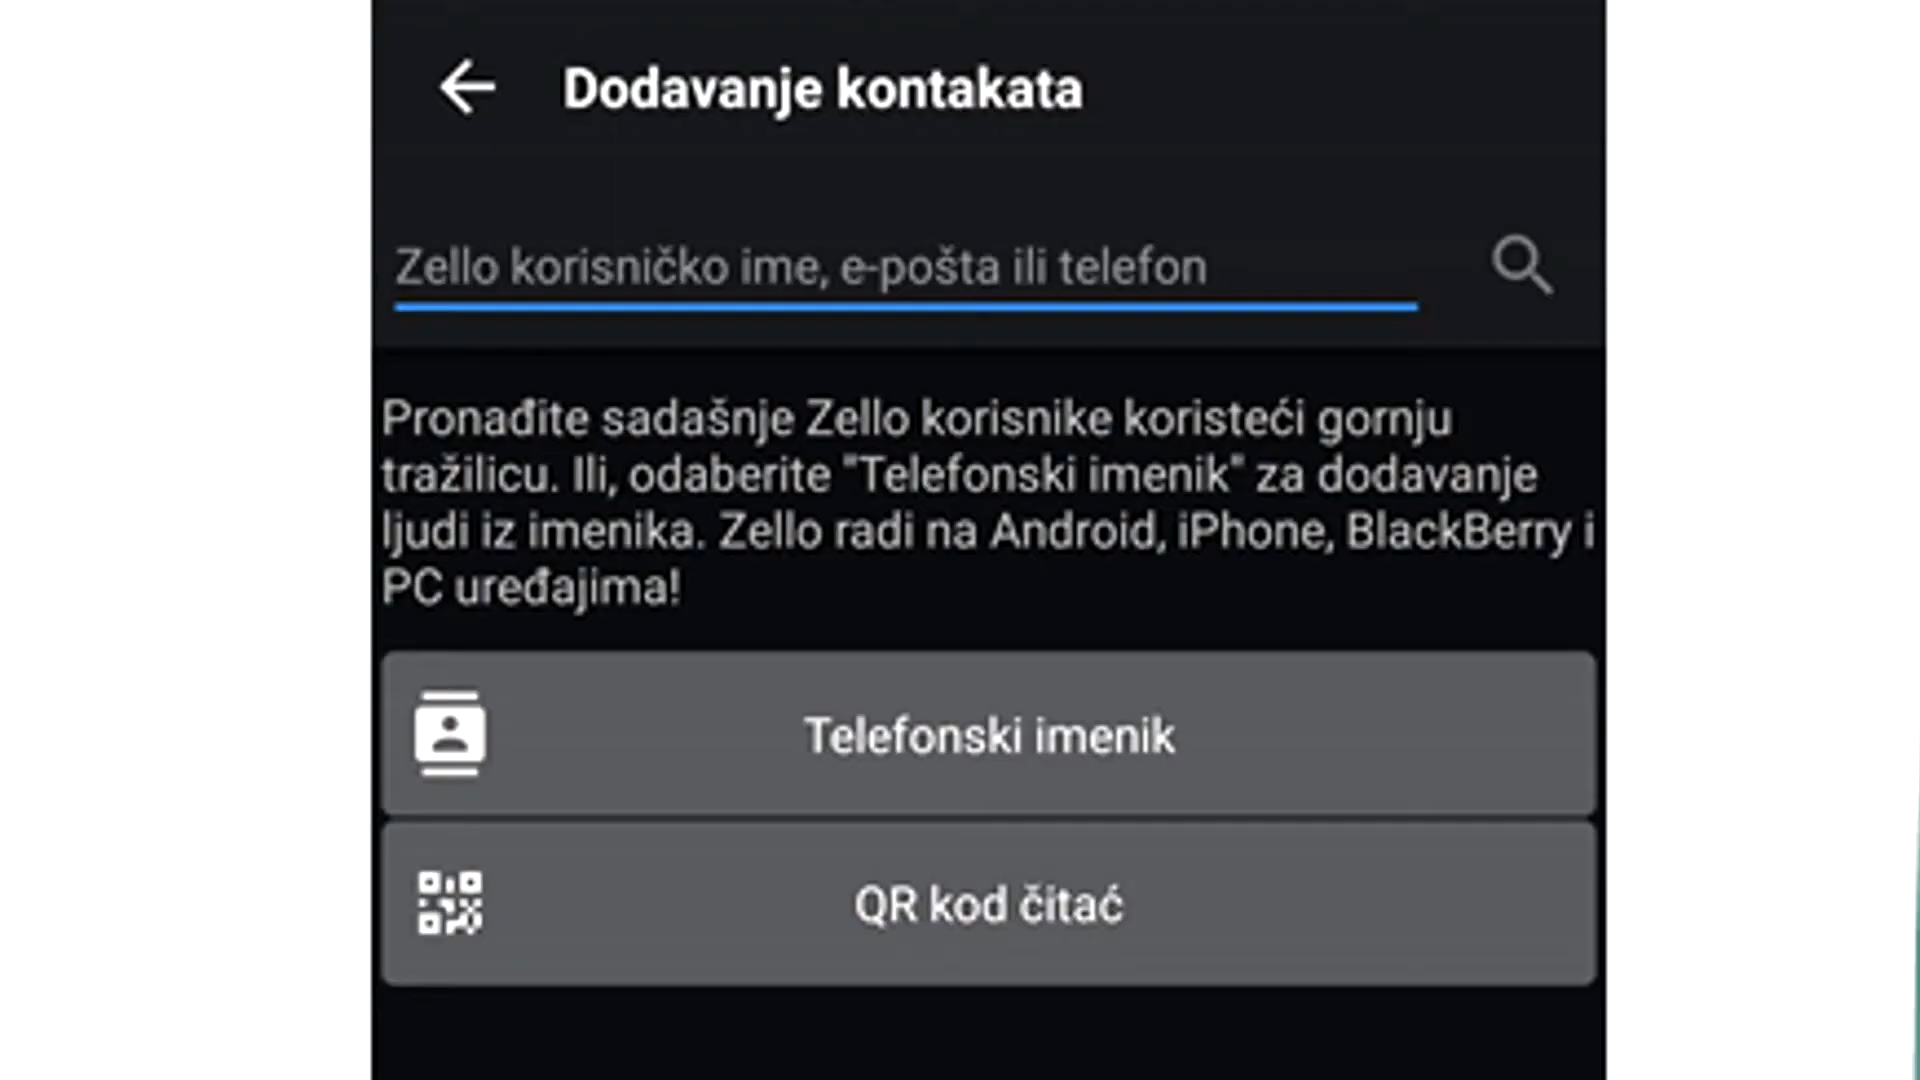 Dodavanje kontakata
Zello korisničko ime, e-pošta ili telefon
Pronađite sadašnje Zello korisnike koristeći gornju
tražilicu. Ili, odaberite "Telefonski imenik" za dodavanje
ljudi iz imenika. Zello radi na Android, iPhone, BlackBerry i
PC uređajima!
Telefonski imenik
QR kod čitać